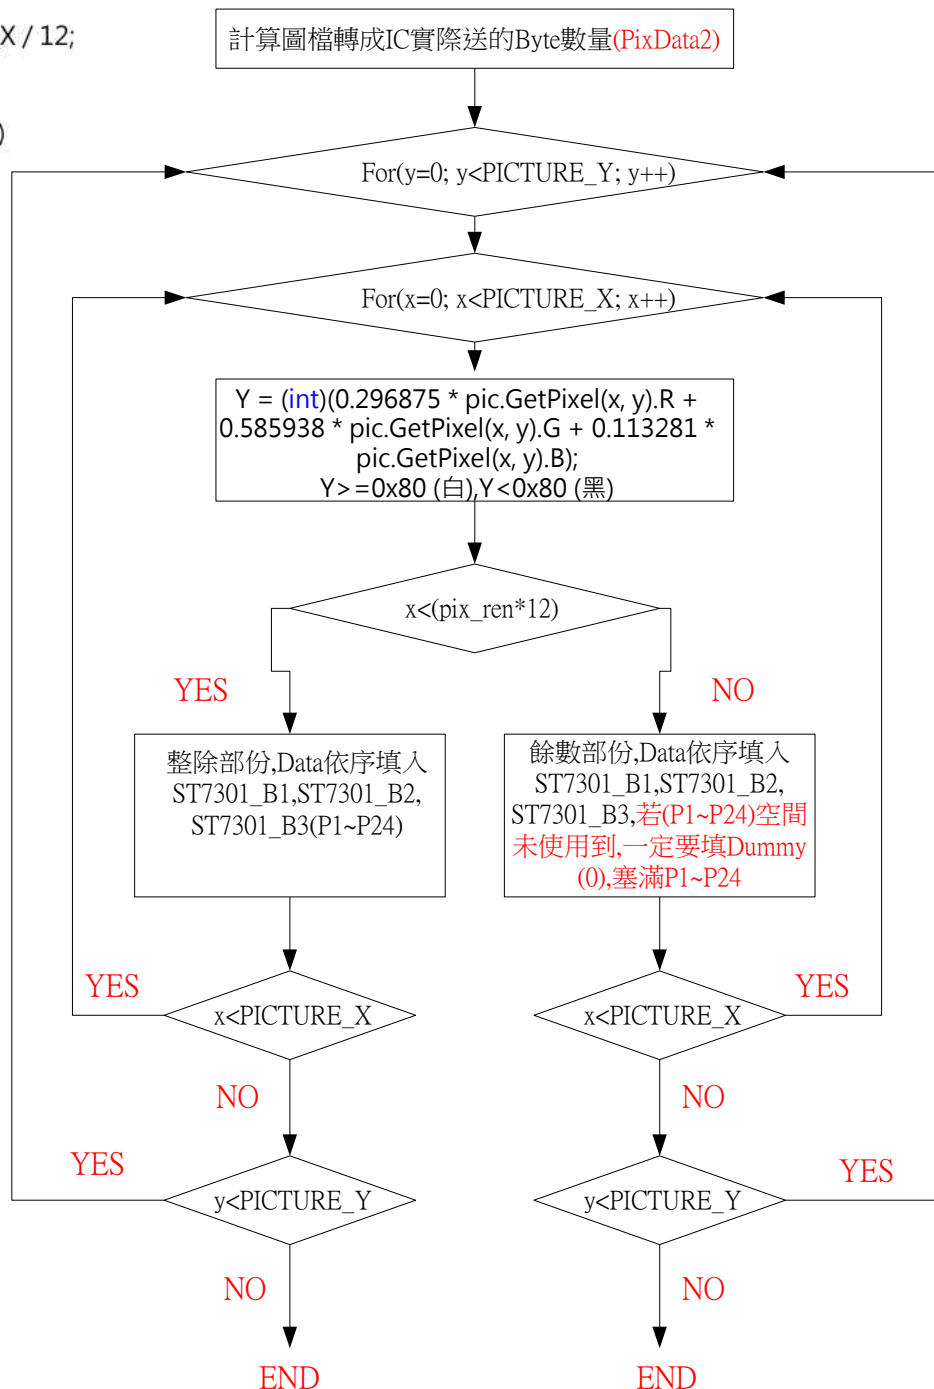 X / 12;
計算圖檔轉成IC實際送的Byte數量(PixData2)
)
For(y=0; y<PICTURE_Y; y++)
For(x=0; x<PICTURE_X; x++)
Y = (int)(0.296875 * pic.GetPixel(x, y).R +
0.585938 * pic.GetPixel(x, y).G + 0.113281 *
pic.GetPixel(x, y).B);
Y>=0x80 (白),Y<0x80 (黑)
x<(pix_ren*12)
YES
NO
整除部份,Data依序填入
ST7301_B1,ST7301_B2,
ST7301_B3(P1~P24)
餘數部份,Data依序填入
ST7301_B1,ST7301_B2,
ST7301_B3,若(P1~P24)空間
未使用到,一定要填Dummy
(0),塞滿P1~P24
YES
x<PICTURE_X
x<PICTURE_X
YES
NO
NO
YES
y<PICTURE_Y
y<PICTURE_Y
YES
NO
NO
END
END